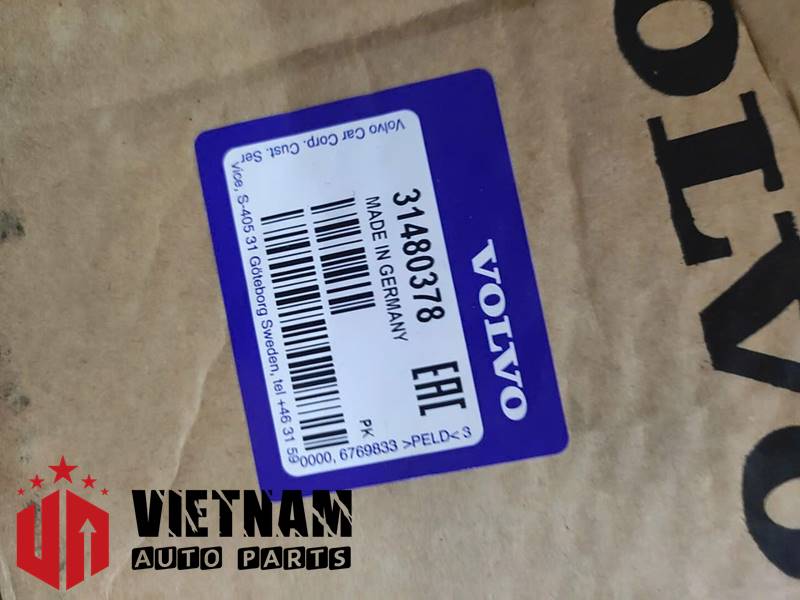 VOLVO
VOLVO
31480378
EAC
MADE IN GERMANY
PK
Volvo Car Corp. Cust. Ser
vice, S-405 31 Göteborg Sweden, tel +46 31 59
0000, 6769833 >PELD< 3
VIETNAM
AUTO PARTS